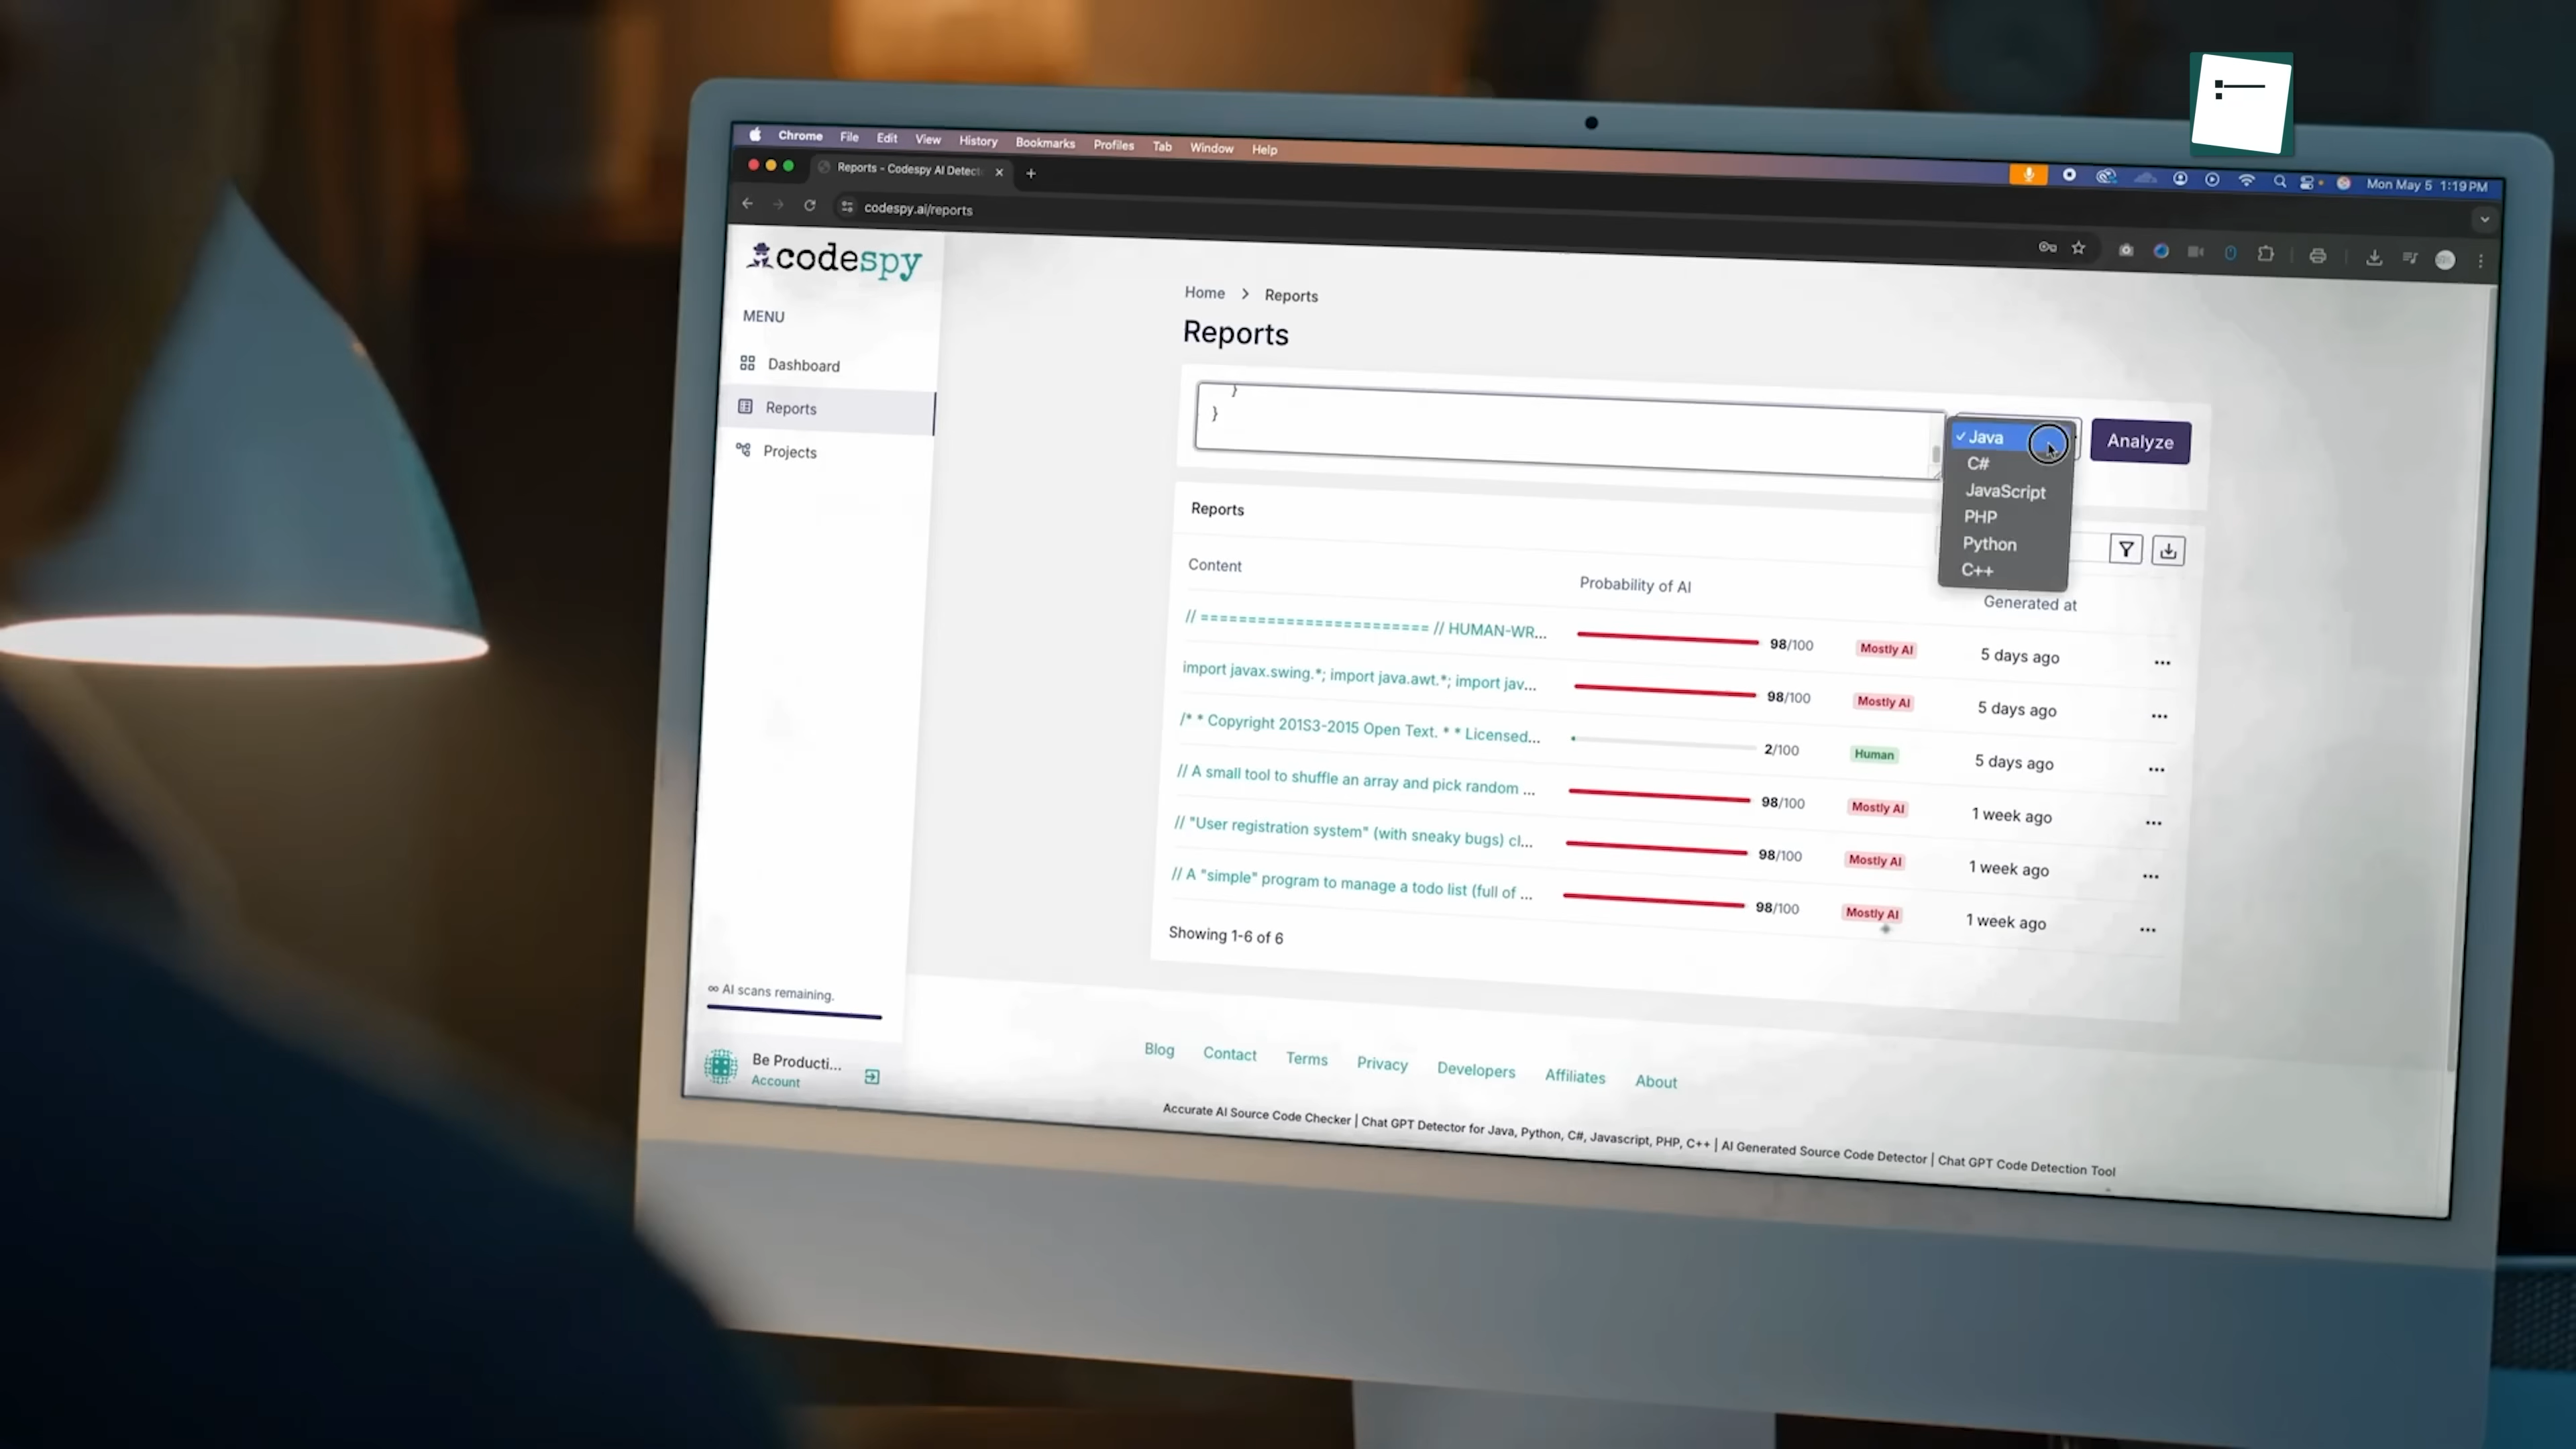 Chrome File Edit View History Bookmarks Profiles Tab Window Help
Mon May 5 1:19 PM
Reports - Codespy AI Detect
codespy.ai/reports
codespy
MENU
Dashboard
Reports
Projects
∞ AI scans remaining.
Be Producti...
Account
Home > Reports
Reports
}
}
✓ Java
C#
JavaScript
PHP
Python
C++
Analyze
Reports
Content Probability of AI Generated at
// ======================== // HUMAN-WR... 98/100 Mostly AI 5 days ago
import javax.swing.*; import java.awt.*; import jav... 98/100 Mostly AI 5 days ago
/* * Copyright 201S3-2015 Open Text. * * Licensed... 2/100 Human 5 days ago
// A small tool to shuffle an array and pick random ... 98/100 Mostly AI 1 week ago
// "User registration system" (with sneaky bugs) cl... 98/100 Mostly AI 1 week ago
// A "simple" program to manage a todo list (full of ... 98/100 Mostly AI 1 week ago
Showing 1-6 of 6
Blog Contact Terms Privacy Developers Affiliates About
Accurate AI Source Code Checker | Chat GPT Detector for Java, Python, C#, Javascript, PHP, C++ | AI Generated Source Code Detector | Chat GPT Code Detection Tool